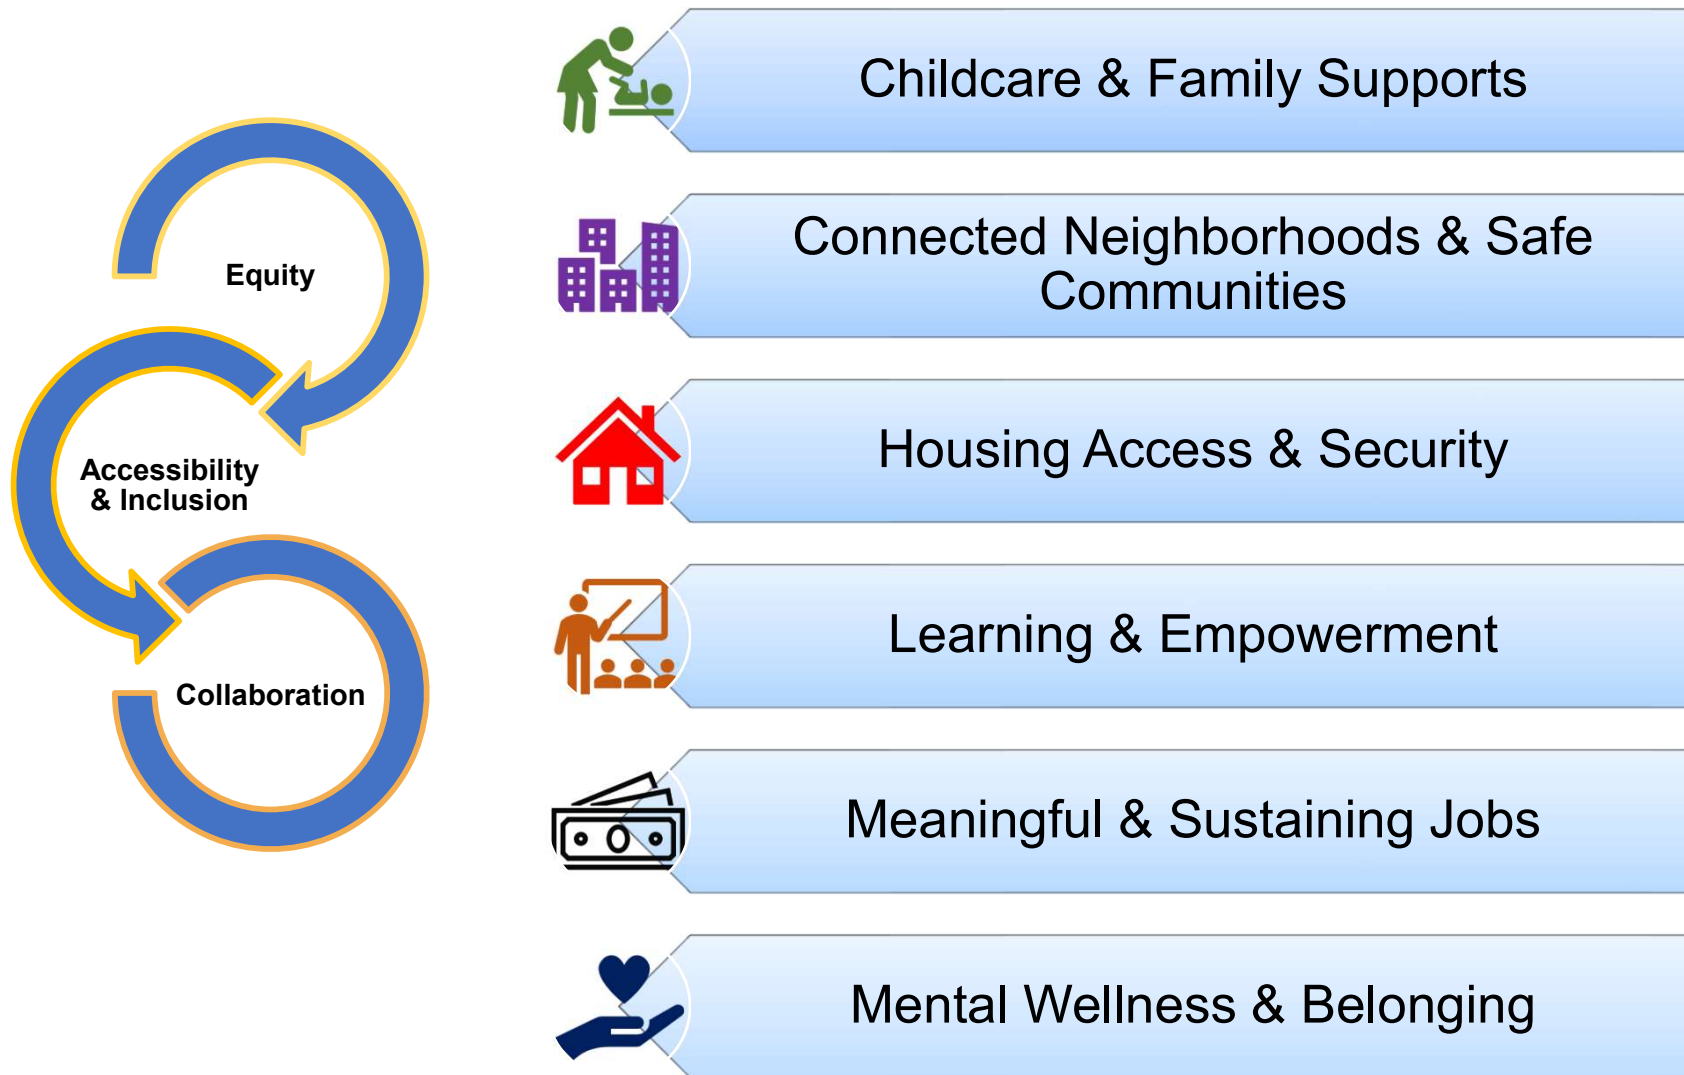 Equity
Accessibility
& Inclusion
Collaboration
Childcare & Family Supports
Connected Neighborhoods & Safe
Communities
Housing Access & Security
Learning & Empowerment
Meaningful & Sustaining Jobs
Mental Wellness & Belonging